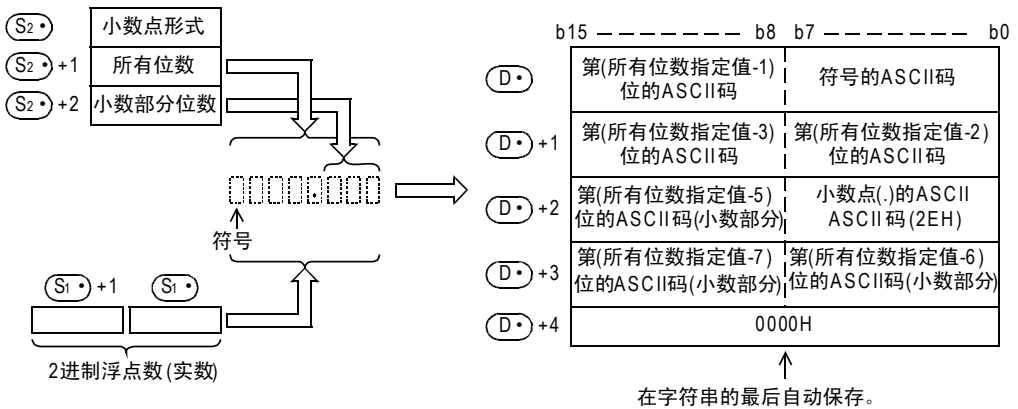 S2・ 小数点形式
S2・+1 所有位数
S2・+2 小数部分位数
.
符号
S1・+1 S1・
2进制浮点数(实数)
b15 b8 b7 b0
D・
第(所有位数指定值-1)
位的ASCII码
符号的ASCII码
D・+1
第(所有位数指定值-3)
位的ASCII码
第(所有位数指定值-2)
位的ASCII码
D・+2
第(所有位数指定值-5)
位的ASCII码(小数部分)
小数点(.)的ASCII
ASCII码(2EH)
D・+3
第(所有位数指定值-7)
位的ASCII码(小数部分)
第(所有位数指定值-6)
位的ASCII码(小数部分)
D・+4
0000H
在字符串的最后自动保存。